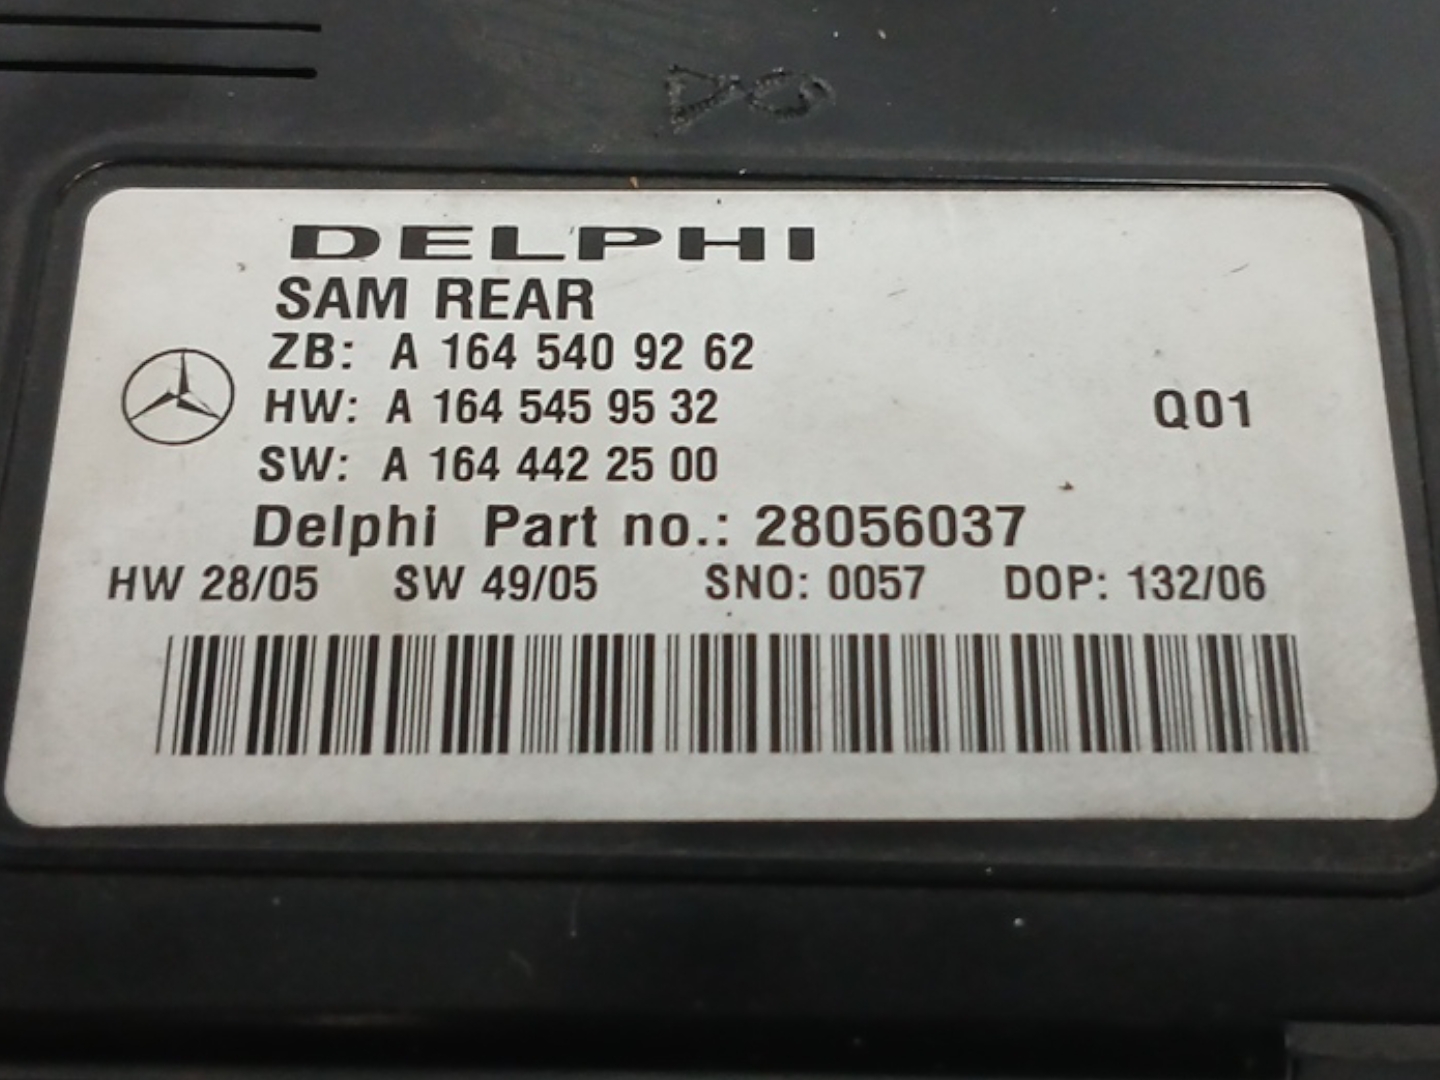 DELPHI
SAM REAR
ZB: A 164 540 92 62
HW: A 164 545 95 32 Q01
SW: A 164 442 25 00
Delphi Part no.: 28056037
HW 28/05 SW 49/05 SNO: 0057 DOP: 132/06